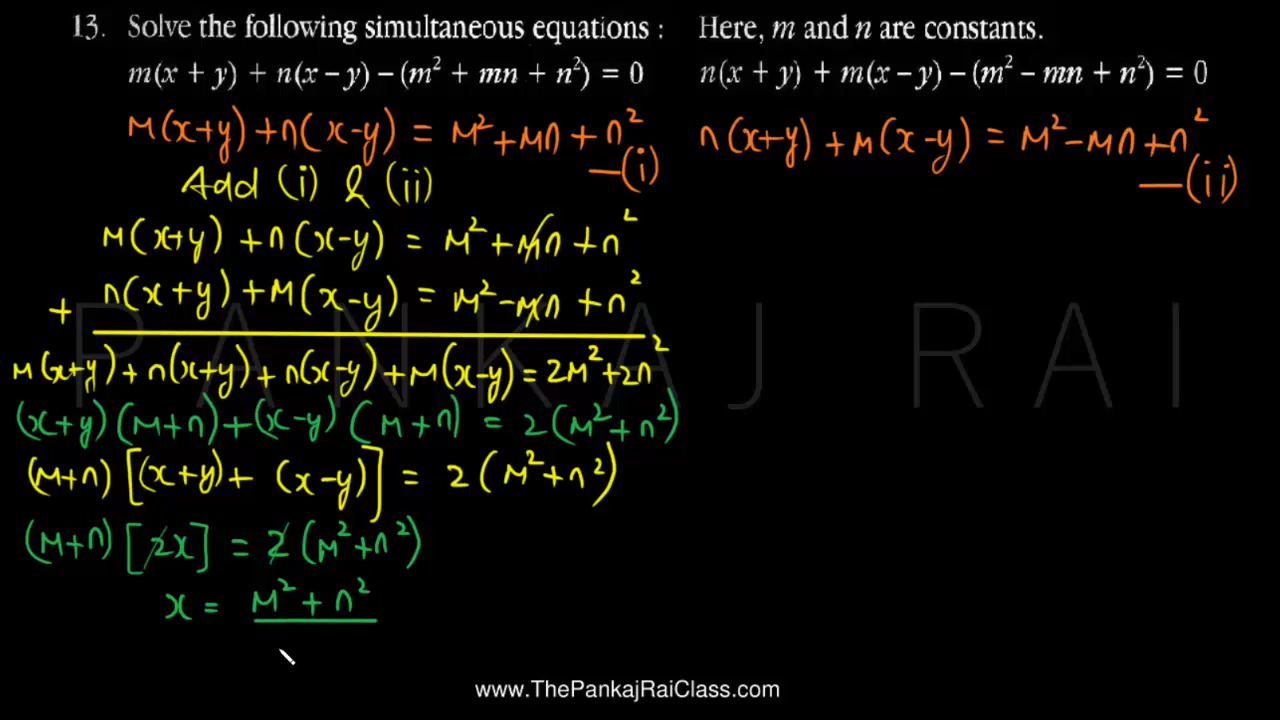 13. Solve the following simultaneous equations : Here, m and n are constants.
m(x + y) + n(x − y) − (m² + mn + n²) = 0 n(x + y) + m(x − y) − (m² − mn + n²) = 0
M(x+y) + n(x−y) = M² + Mn + n² —(i)
n(x+y) + M(x−y) = M² − Mn + n² —(ii)
Add (i) & (ii)
M(x+y) + n(x−y) = M² + Mn + n²
+ n(x+y) + M(x−y) = M² − Mn + n²
M(x+y) + n(x+y) + n(x−y) + M(x−y) = 2M² + 2n²
(x+y)(M+n) + (x−y)(M+n) = 2(M² + n²)
(M+n)[(x+y) + (x−y)] = 2(M² + n²)
(M+n)[2x] = 2(M² + n²)
x = M² + n²
PANKAJ RAI
www.ThePankajRaiClass.com